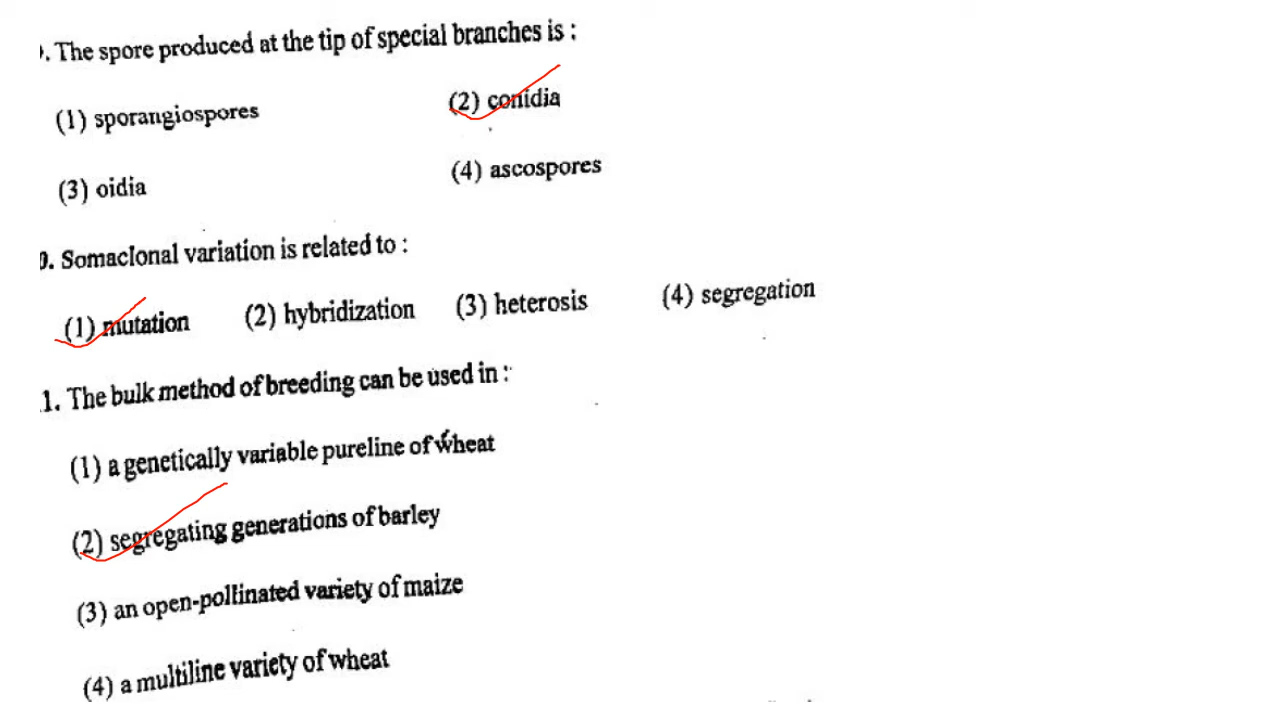 . The spore produced at the tip of special branches is :
(1) sporangiospores (2) conidia
(3) oidia (4) ascospores
0. Somaclonal variation is related to :
(1) mutation (2) hybridization (3) heterosis (4) segregation
1. The bulk method of breeding can be used in :
(1) a genetically variable pureline of wheat
(2) segregating generations of barley
(3) an open-pollinated variety of maize
(4) a multiline variety of wheat